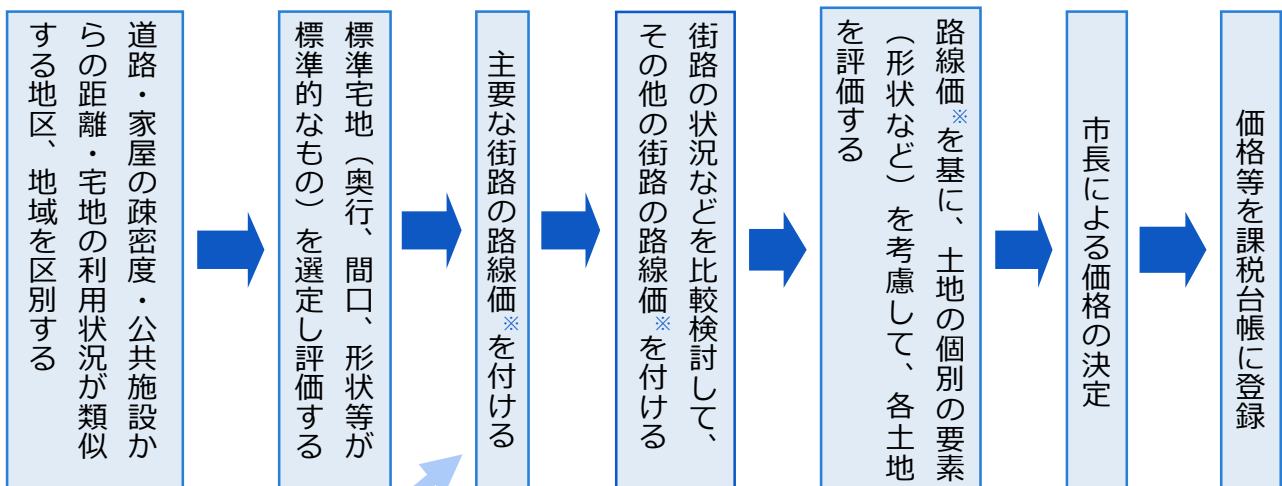 道路・家屋の疎密度・公共施設か
らの距離・宅地の利用状況が類似
する地区、地域を区別する
標準宅地（奥行、間口、形状等が
標準的なもの）を選定し評価する
主要な街路の路線価※を付ける
街路の状況などを比較検討して、
その他の街路の路線価※を付ける
路線価※を基に、土地の個別の要素
（形状など）を考慮して、各土地
を評価する
市長による価格の決定
価格等を課税台帳に登録